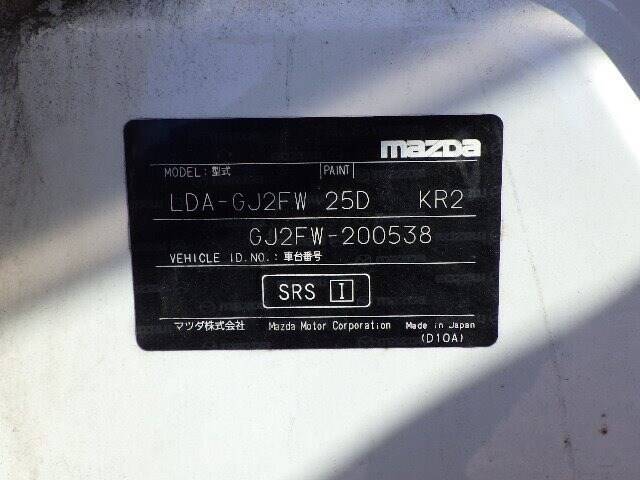 mazda
MODEL:型式 PAINT
LDA-GJ2FW 25D KR2
GJ2FW-200538
VEHICLE ID.NO.:車台番号
SRS I
マツダ株式会社 Mazda Motor Corporation Made in Japan
(D10A)